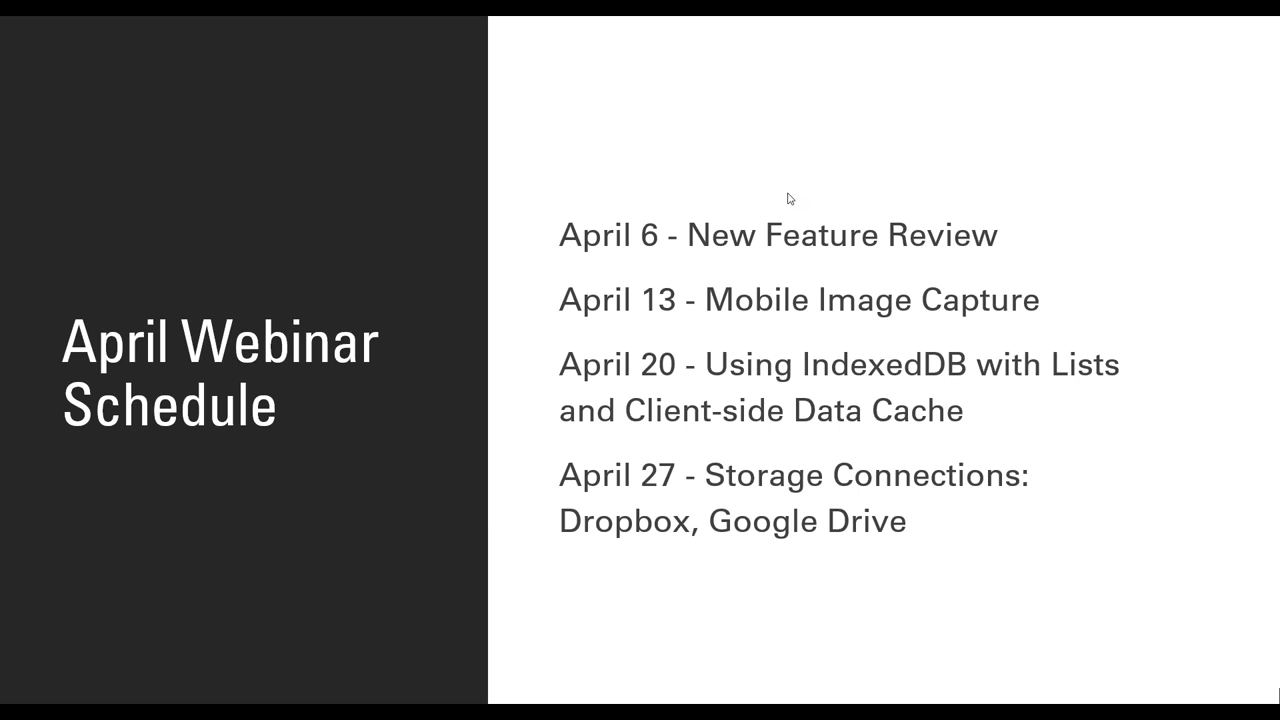 April Webinar
Schedule
April 6 - New Feature Review
April 13 - Mobile Image Capture
April 20 - Using IndexedDB with Lists
and Client-side Data Cache
April 27 - Storage Connections:
Dropbox, Google Drive